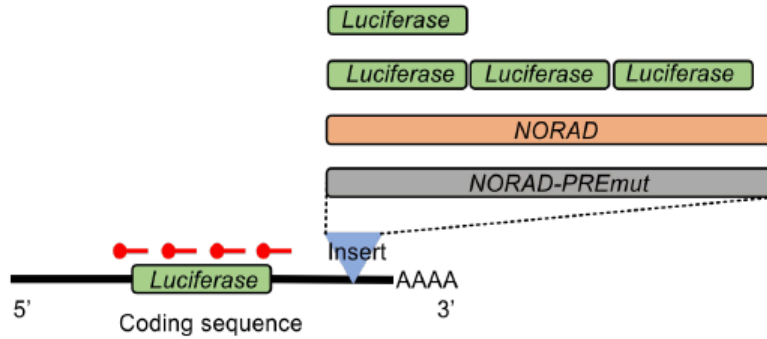 Luciferase
Luciferase Luciferase Luciferase
NORAD
NORAD-PREmut
Insert
Luciferase AAAA
5' 3'
Coding sequence